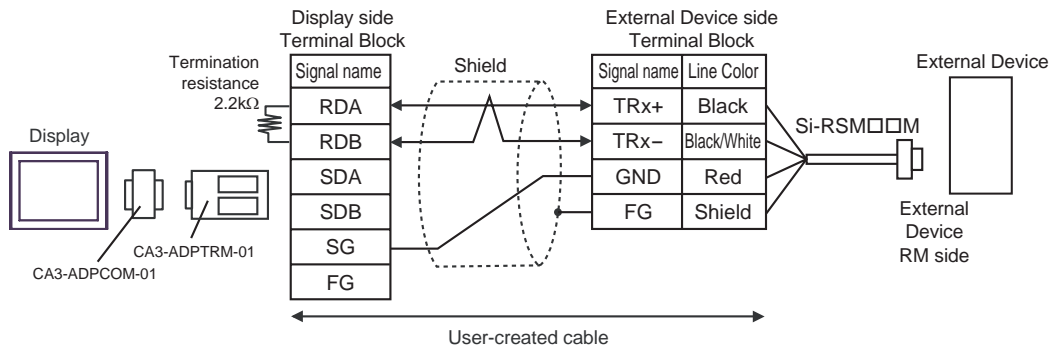 Display side
Terminal Block
External Device side
Terminal Block
Termination
resistance
2.2kΩ
Signal name
Shield
Signal name
Line Color
External Device
RDA
TRx+
Black
Si-RSM□□M
Display
RDB
TRx−
Black/White
SDA
GND
Red
SDB
FG
Shield
External
Device
RM side
SG
CA3-ADPTRM-01
CA3-ADPCOM-01
FG
User-created cable